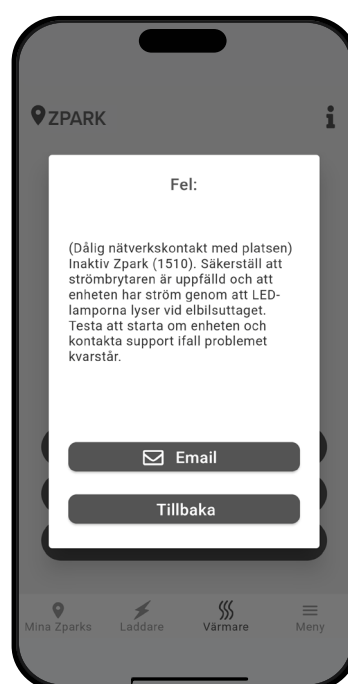 ZPARK
Fel:
(Dålig nätverkskontakt med platsen)
Inaktiv Zpark (1510). Säkerställ att
strömbrytaren är uppfälld och att
enheten har ström genom att LED-
lamporna lyser vid elbilsuttaget.
Testa att starta om enheten och
kontakta support ifall problemet
kvarstår.
Email
Tillbaka
Mina Zparks Laddare Värmare Meny